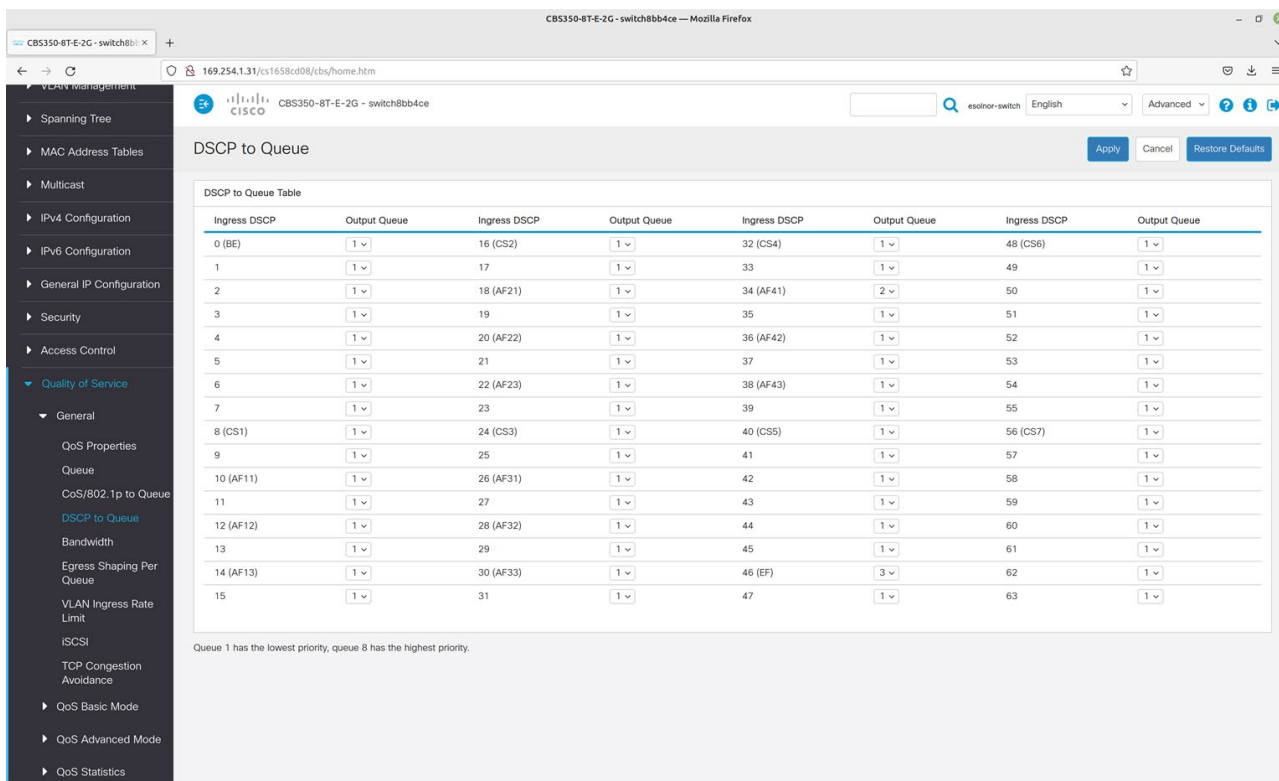 CBS350-8T-E-2G - switch8bb4ce — Mozilla Firefox
CBS350-8T-E-2G - switch8b
169.254.1.31/cs1658cd08/cbs/home.htm
VLAN Management
Spanning Tree
MAC Address Tables
Multicast
IPv4 Configuration
IPv6 Configuration
General IP Configuration
Security
Access Control
Quality of Service
General
QoS Properties
Queue
CoS/802.1p to Queue
DSCP to Queue
Bandwidth
Egress Shaping Per
Queue
VLAN Ingress Rate
Limit
iSCSI
TCP Congestion
Avoidance
QoS Basic Mode
QoS Advanced Mode
QoS Statistics
CISCO
CBS350-8T-E-2G - switch8bb4ce
esolnor-switch English Advanced
DSCP to Queue
Apply Cancel Restore Defaults
DSCP to Queue Table
Ingress DSCP Output Queue Ingress DSCP Output Queue Ingress DSCP Output Queue Ingress DSCP Output Queue
0 (BE) 1 16 (CS2) 1 32 (CS4) 1 48 (CS6) 1
1 1 17 1 33 1 49 1
2 1 18 (AF21) 1 34 (AF41) 2 50 1
3 1 19 1 35 1 51 1
4 1 20 (AF22) 1 36 (AF42) 1 52 1
5 1 21 1 37 1 53 1
6 1 22 (AF23) 1 38 (AF43) 1 54 1
7 1 23 1 39 1 55 1
8 (CS1) 1 24 (CS3) 1 40 (CS5) 1 56 (CS7) 1
9 1 25 1 41 1 57 1
10 (AF11) 1 26 (AF31) 1 42 1 58 1
11 1 27 1 43 1 59 1
12 (AF12) 1 28 (AF32) 1 44 1 60 1
13 1 29 1 45 1 61 1
14 (AF13) 1 30 (AF33) 1 46 (EF) 3 62 1
15 1 31 1 47 1 63 1
Queue 1 has the lowest priority, queue 8 has the highest priority.